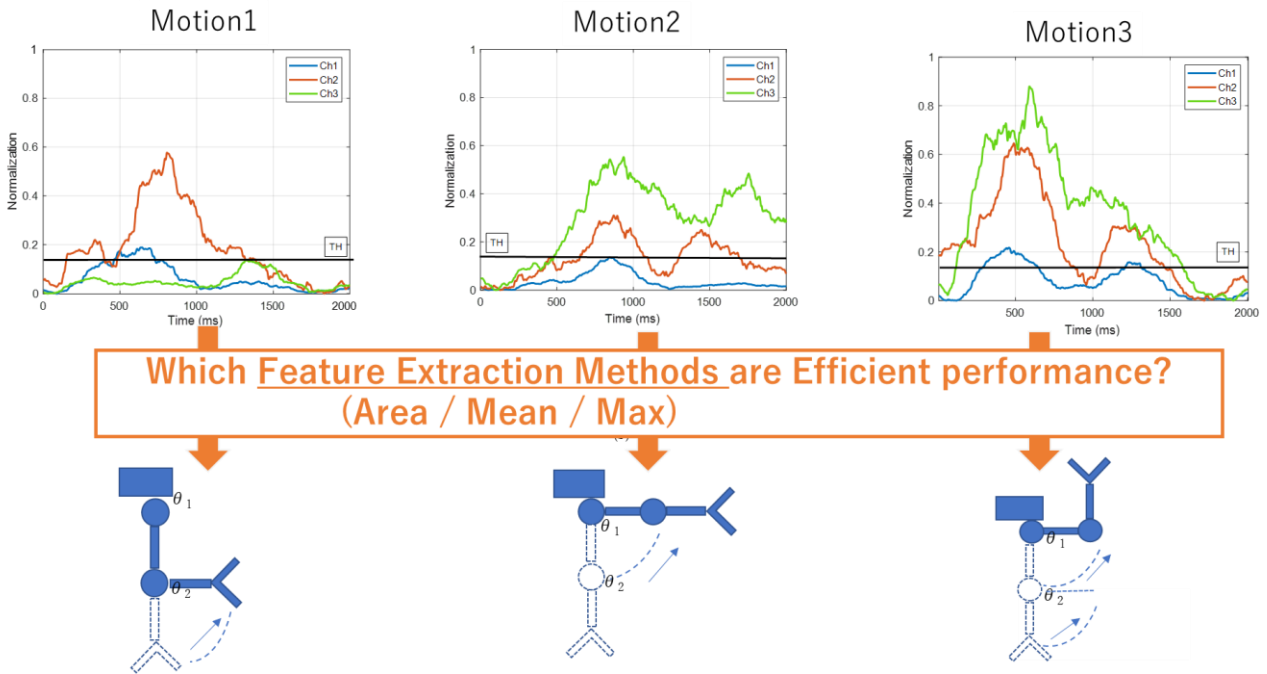 Motion1
Motion2
Motion3
1
0.8
0.6
0.4
0.2
0
Normalization
Ch1
Ch2
Ch3
TH
0
500
1000
1500
2000
Time (ms)
1
0.8
0.6
0.4
0.2
0
Normalization
Ch1
Ch2
Ch3
TH
0
500
1000
1500
2000
Time (ms)
1
0.8
0.6
0.4
0.2
0
Normalization
Ch1
Ch2
Ch3
TH
0
500
1000
1500
2000
Time (ms)
Which Feature Extraction Methods are Efficient performance?
(Area / Mean / Max)
θ1
θ2
θ1
θ2
θ1
θ2